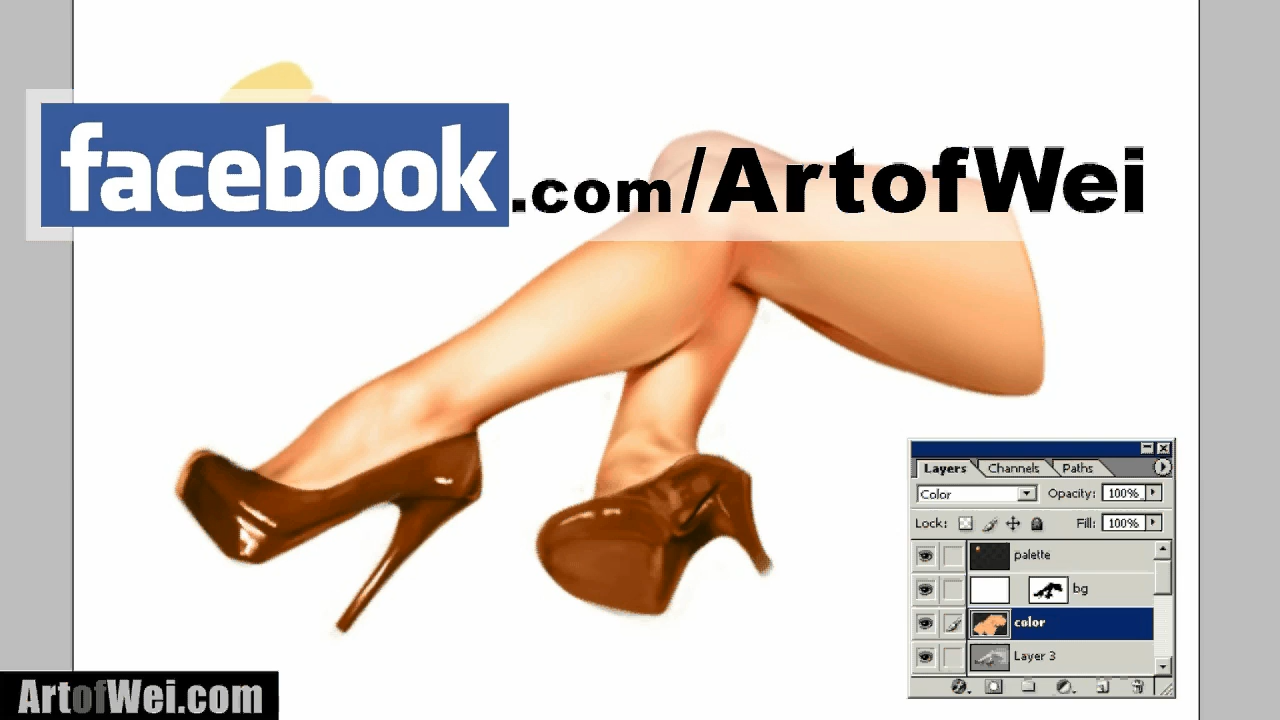 facebook.com/ArtofWei
Layers Channels Paths
Color Opacity: 100%
Lock: Fill: 100%
palette
bg
color
Layer 3
ArtofWei.com